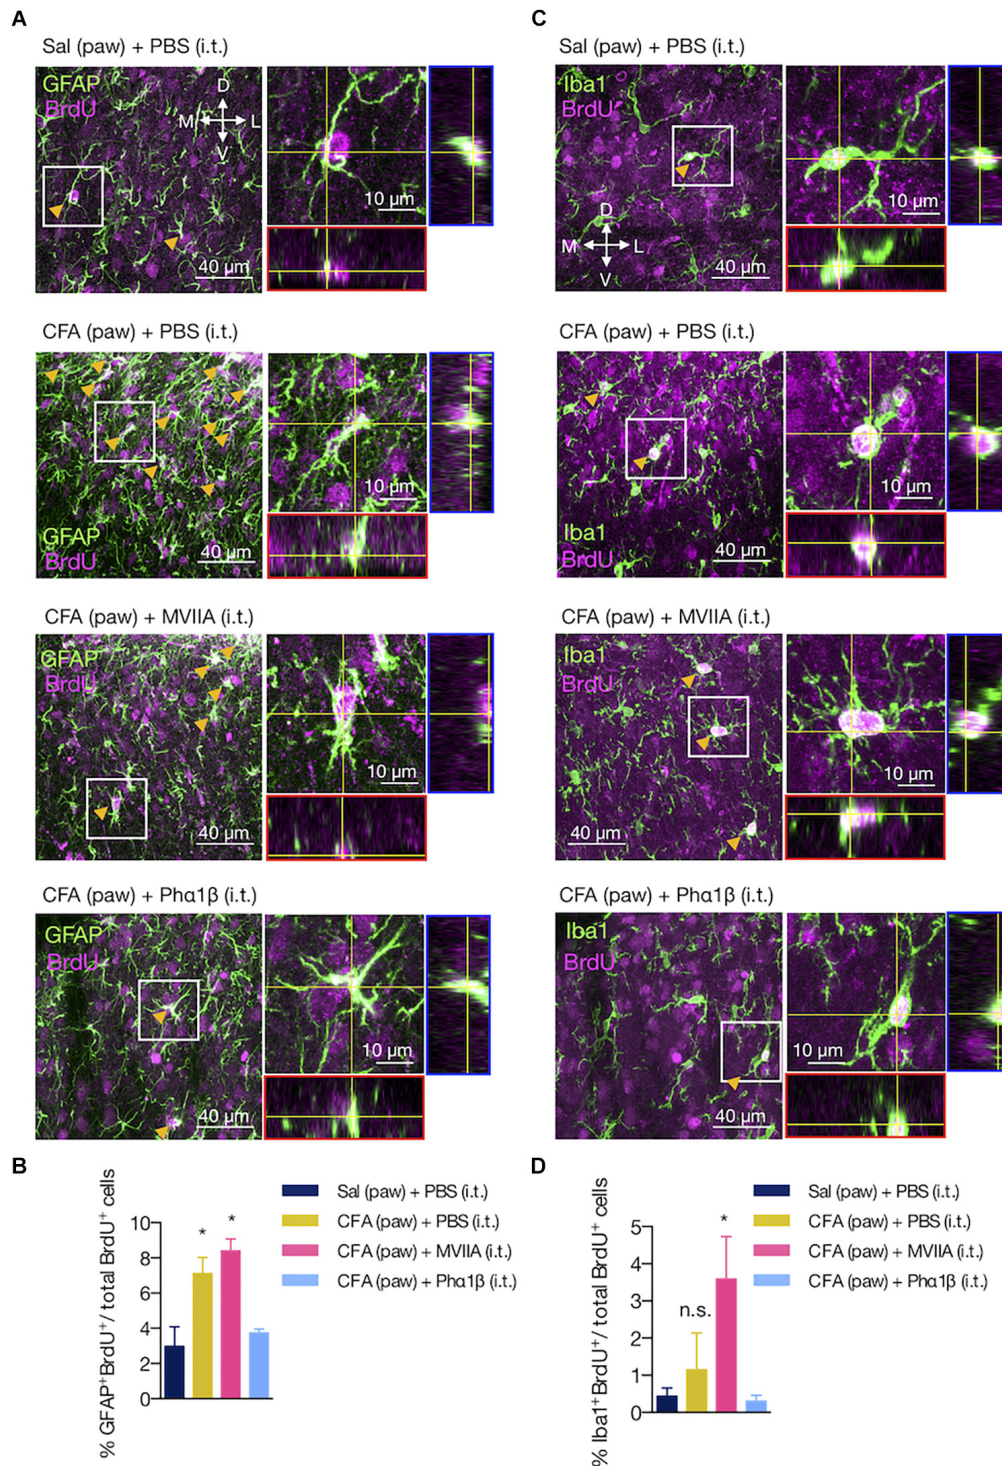 A
Sal (paw) + PBS (i.t.)
GFAP
BrdU
D
M
L
V
10 µm
40 µm
CFA (paw) + PBS (i.t.)
GFAP
BrdU
40 µm
10 µm
CFA (paw) + MVIIA (i.t.)
GFAP
BrdU
40 µm
10 µm
CFA (paw) + Phα1β (i.t.)
GFAP
BrdU
40 µm
10 µm
B
% GFAP⁺BrdU⁺/ total BrdU⁺ cells
10
8
6
4
2
0
*
*
Sal (paw) + PBS (i.t.)
CFA (paw) + PBS (i.t.)
CFA (paw) + MVIIA (i.t.)
CFA (paw) + Phα1β (i.t.)
C
Sal (paw) + PBS (i.t.)
Iba1
BrdU
D
M
L
V
40 µm
10 µm
CFA (paw) + PBS (i.t.)
Iba1
BrdU
40 µm
10 µm
CFA (paw) + MVIIA (i.t.)
Iba1
BrdU
40 µm
10 µm
CFA (paw) + Phα1β (i.t.)
Iba1
BrdU
40 µm
10 µm
D
% Iba1⁺BrdU⁺/ total BrdU⁺ cells
5
4
3
2
1
0
n.s.
*
Sal (paw) + PBS (i.t.)
CFA (paw) + PBS (i.t.)
CFA (paw) + MVIIA (i.t.)
CFA (paw) + Phα1β (i.t.)